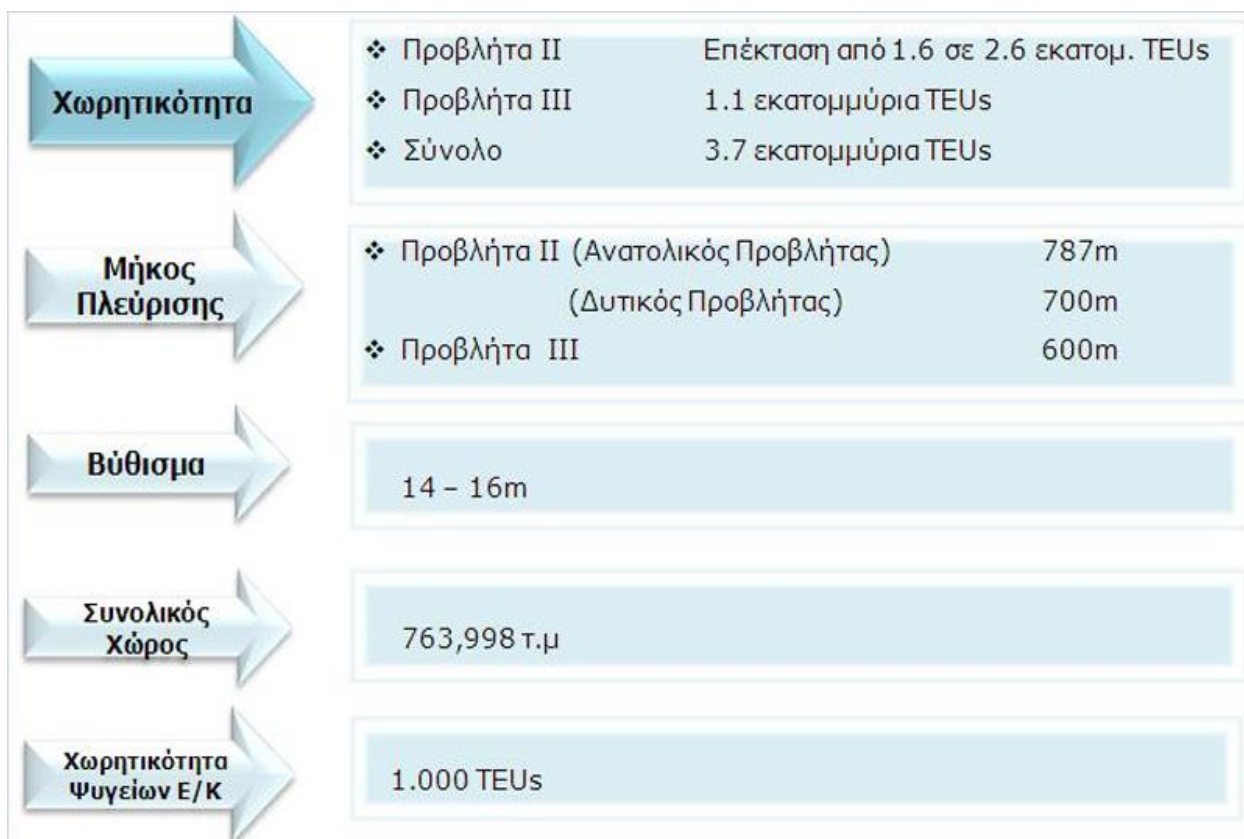 Χωρητικότητα
❖ Προβλήτα II Επέκταση από 1.6 σε 2.6 εκατομ. TEUs
❖ Προβλήτα III 1.1 εκατομμύρια TEUs
❖ Σύνολο 3.7 εκατομμύρια TEUs
Μήκος
Πλεύρισης
❖ Προβλήτα II (Ανατολικός Προβλήτας) 787m
(Δυτικός Προβλήτας) 700m
❖ Προβλήτα III 600m
Βύθισμα
14 – 16m
Συνολικός
Χώρος
763,998 τ.μ
Χωρητικότητα
Ψυγείων Ε/Κ
1.000 TEUs